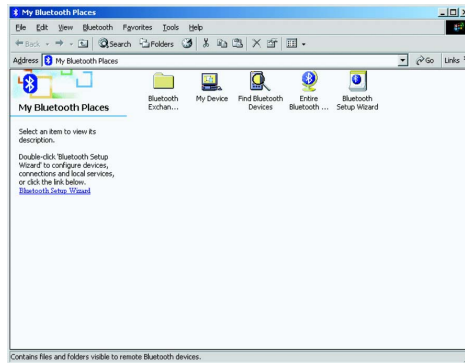 My Bluetooth Places
File Edit View Bluetooth Favorites Tools Help
Back Search Folders
Address My Bluetooth Places Go Links
My Bluetooth Places
Select an item to view its
description.
Double-click 'Bluetooth Setup
Wizard' to configure devices,
connections and local services,
or click the link below.
Bluetooth Setup Wizard
Bluetooth
Exchan...
My Device
Find Bluetooth
Devices
Entire
Bluetooth ...
Bluetooth
Setup Wizard
Contains files and folders visible to remote Bluetooth devices.